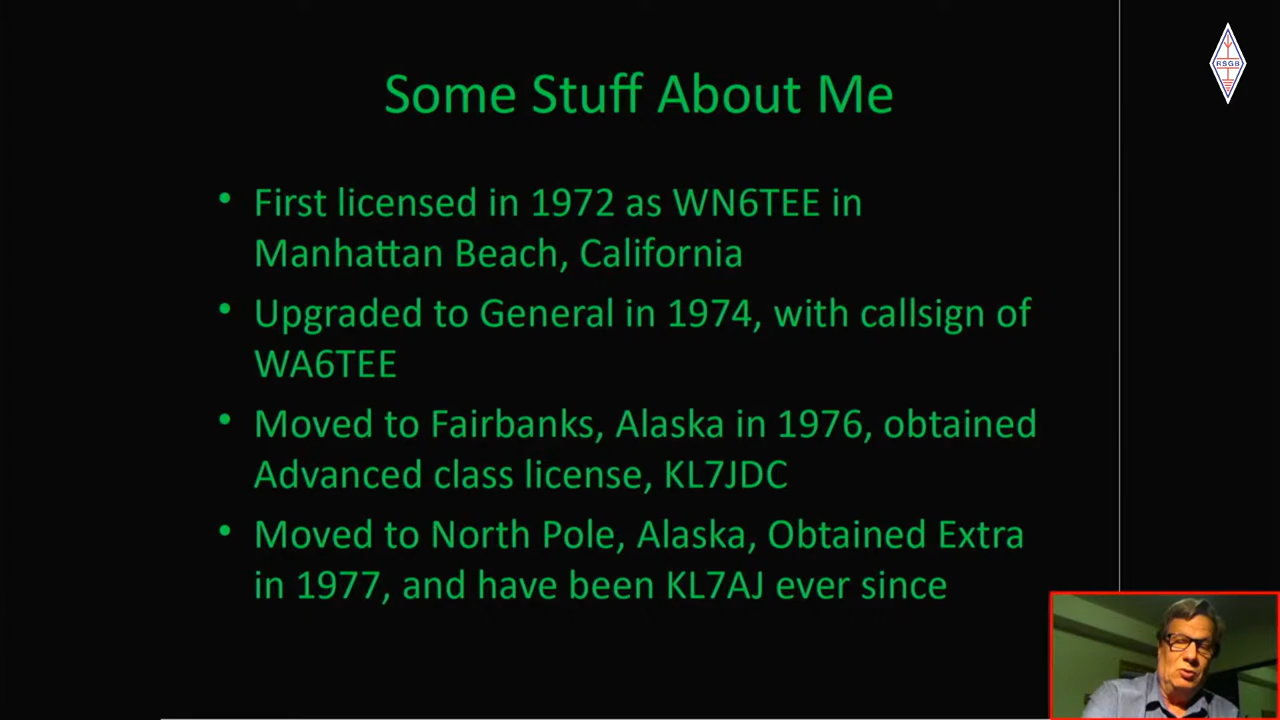 RSGB
Some Stuff About Me
• First licensed in 1972 as WN6TEE in
Manhattan Beach, California
• Upgraded to General in 1974, with callsign of
WA6TEE
• Moved to Fairbanks, Alaska in 1976, obtained
Advanced class license, KL7JDC
• Moved to North Pole, Alaska, Obtained Extra
in 1977, and have been KL7AJ ever since